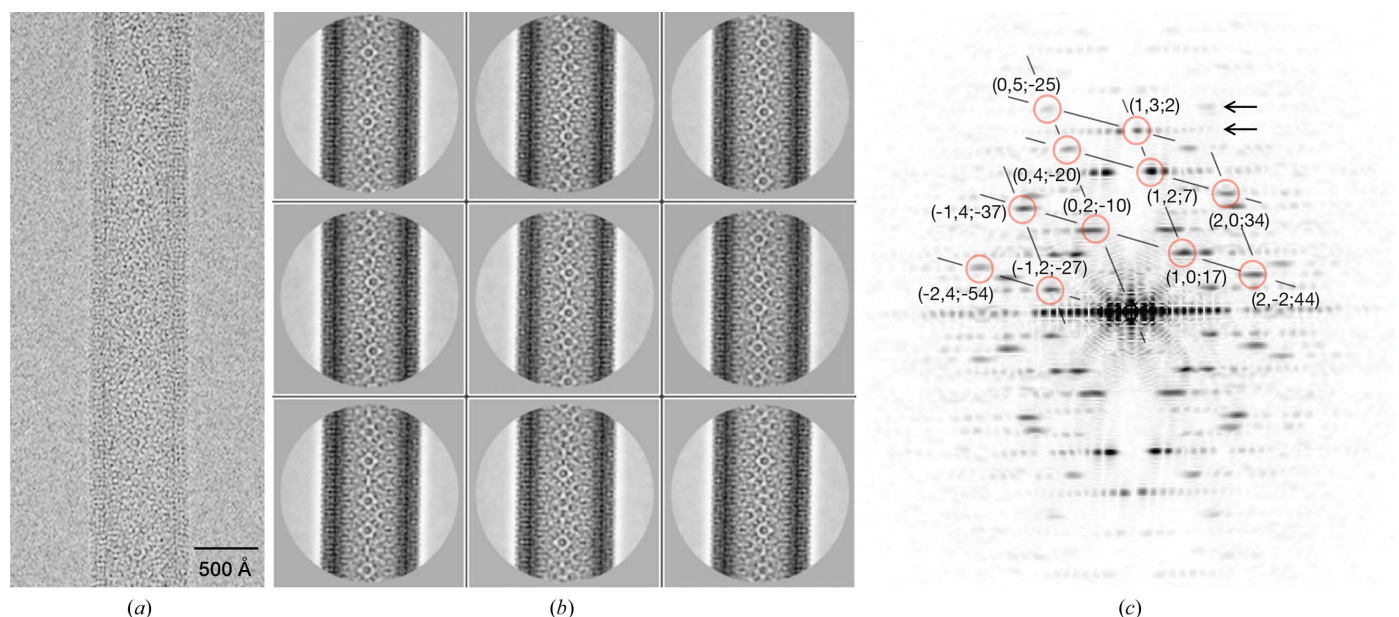 500 Å
(0,5;-25)
(1,3;2)
(0,4;-20)
(1,2;7)
(2,0;34)
(-1,4;-37)
(0,2;-10)
(-1,2;-27)
(1,0;17)
(-2,4;-54)
(2,-2;44)
(a)
(b)
(c)